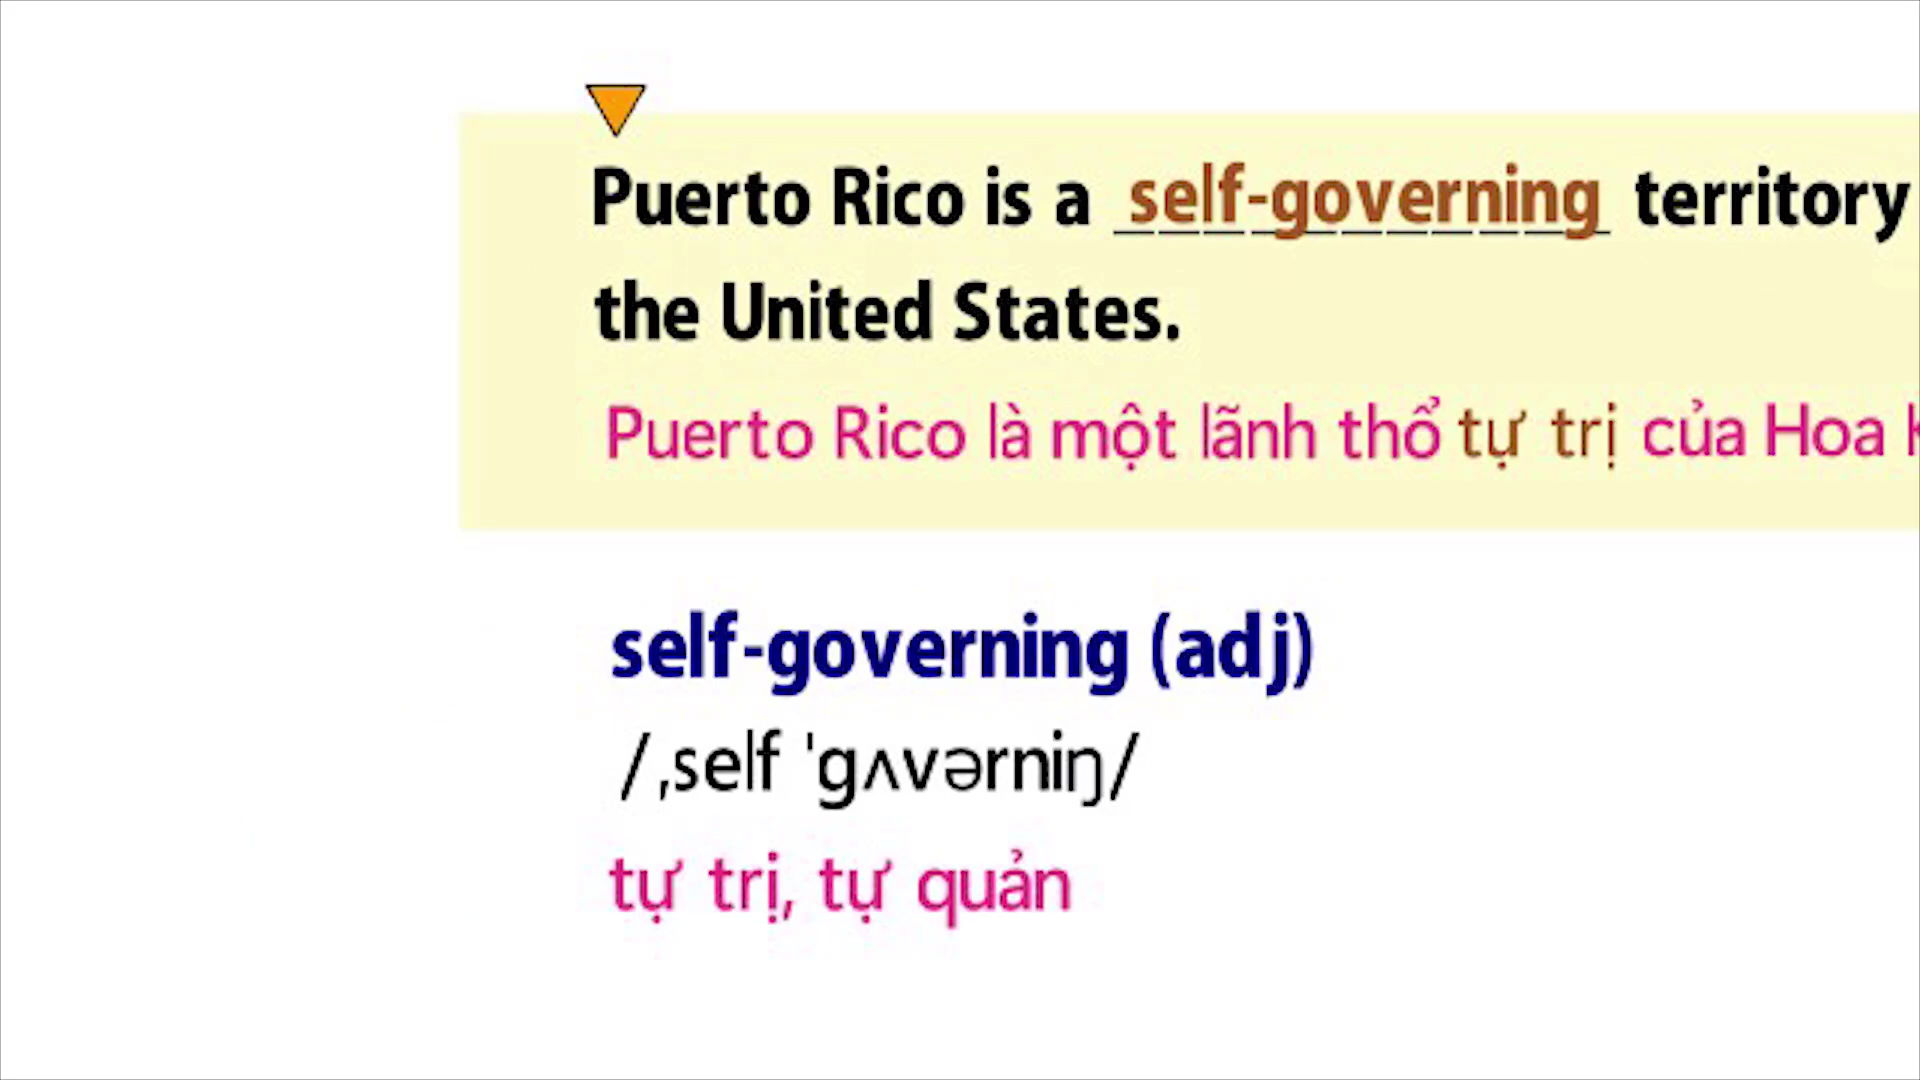 Puerto Rico is a self-governing territory
the United States.
Puerto Rico là một lãnh thổ tự trị của Hoa
self-governing (adj)
/ˌself ˈgʌvərniŋ/
tự trị, tự quản